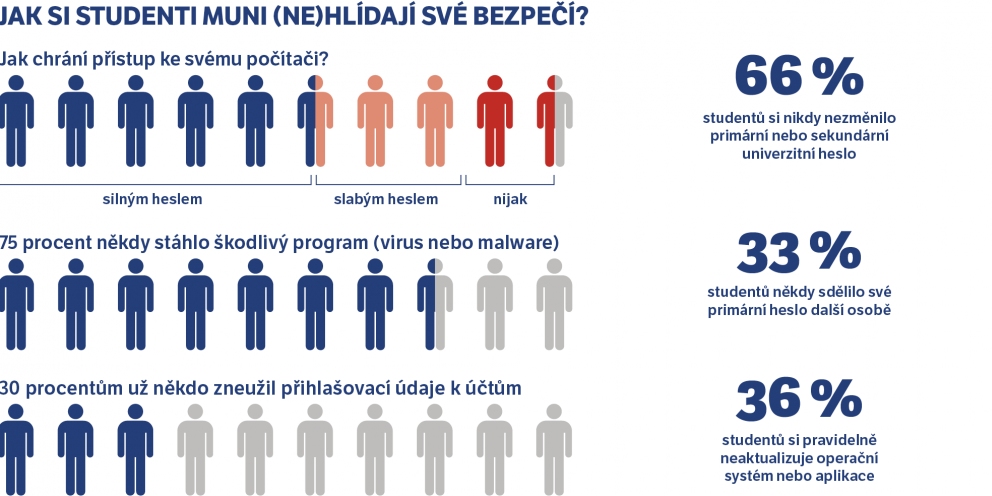 JAK SI STUDENTI MUNI (NE)HLÍDAJÍ SVÉ BEZPEČÍ?
Jak chrání přístup ke svému počítači?
silným heslem
slabým heslem
nijak
75 procent někdy stáhlo škodlivý program (virus nebo malware)
30 procentům už někdo zneužil přihlašovací údaje k účtům
66 %
studentů si nikdy nezměnilo
primární nebo sekundární
univerzitní heslo
33 %
studentů někdy sdělilo své
primární heslo další osobě
36 %
studentů si pravidelně
neaktualizuje operační
systém nebo aplikace